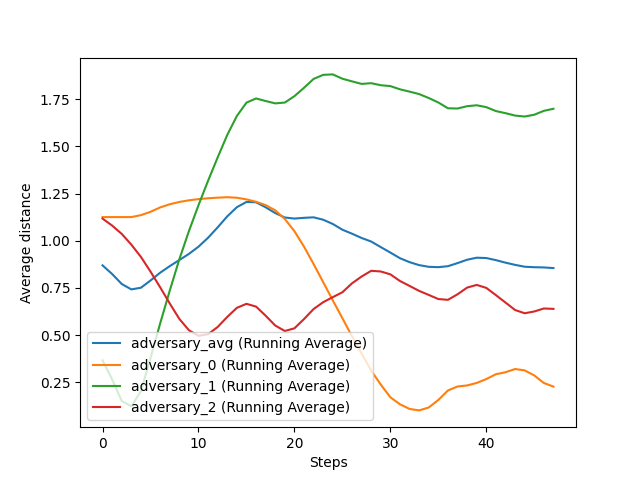 1.75
1.50
1.25
1.00
0.75
0.50
0.25
Average distance
adversary_avg (Running Average)
adversary_0 (Running Average)
adversary_1 (Running Average)
adversary_2 (Running Average)
0 10 20 30 40
Steps